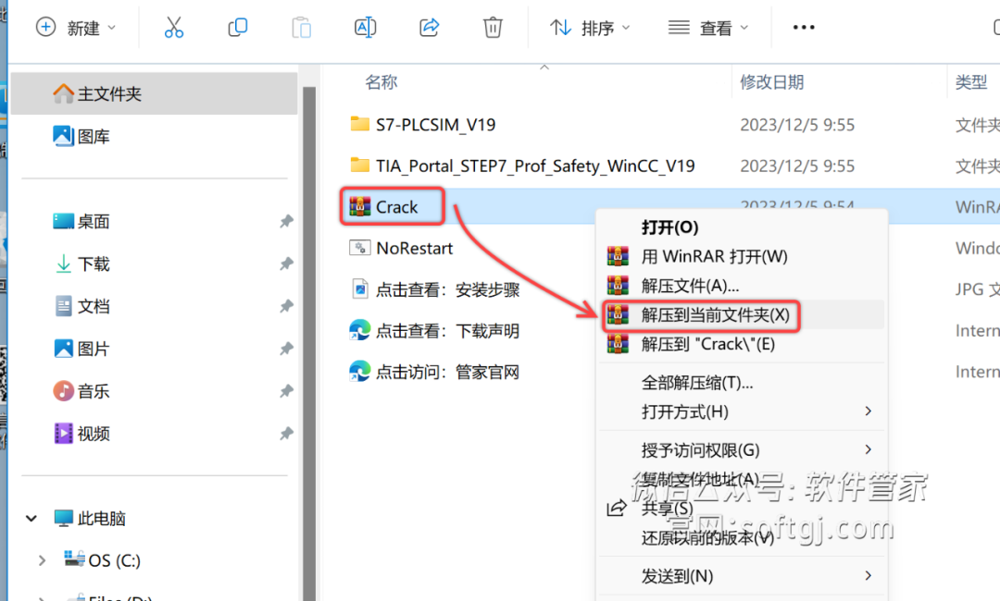 新建
排序
查看
名称
修改日期
类型
主文件夹
图库
桌面
下载
文档
图片
音乐
视频
此电脑
OS (C:)
S7-PLCSIM_V19
2023/12/5 9:55
文件夹
TIA_Portal_STEP7_Prof_Safety_WinCC_V19
2023/12/5 9:55
文件夹
Crack
2023/12/5 9:54
WinRA
NoRestart
Windo
点击查看：安装步骤
JPG 文
点击查看：下载声明
Intern
点击访问：管家官网
Intern
打开(O)
用 WinRAR 打开(W)
解压文件(A)...
解压到当前文件夹(X)
解压到 "Crack\"(E)
全部解压缩(T)...
打开方式(H)
授予访问权限(G)
复制文件地址(A)
共享(S)
还原以前的版本(V)
发送到(N)
微信公众号：软件管家
官网：softgj.com